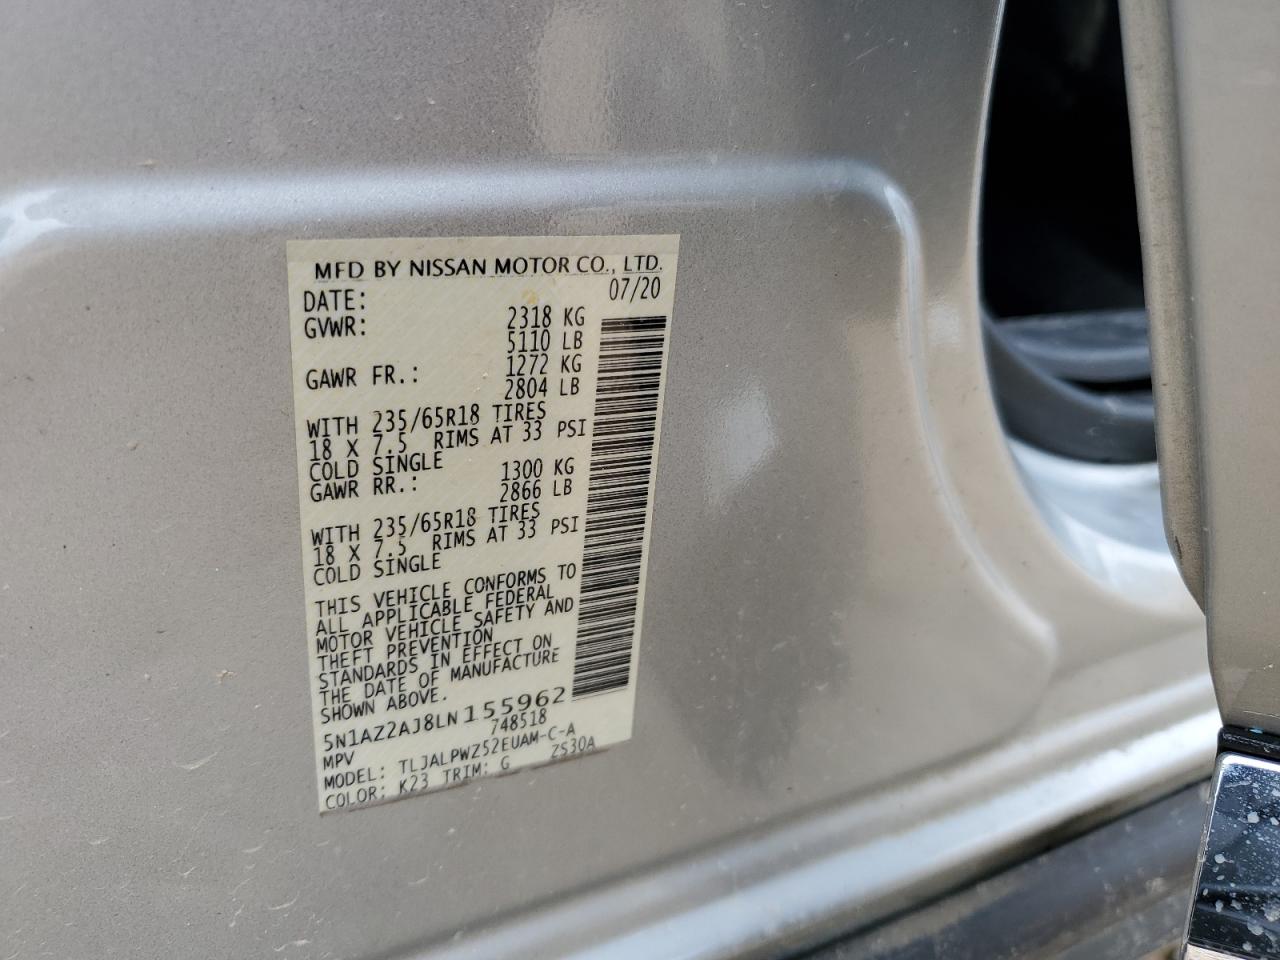 MFD BY NISSAN MOTOR CO., LTD.
DATE: 07/20
GVWR: 2318 KG
5110 LB
GAWR FR.: 1272 KG
2804 LB
WITH 235/65R18 TIRES
18 X 7.5 RIMS AT 33 PSI
COLD SINGLE
GAWR RR.: 1300 KG
2866 LB
WITH 235/65R18 TIRES
18 X 7.5 RIMS AT 33 PSI
COLD SINGLE
THIS VEHICLE CONFORMS TO
ALL APPLICABLE FEDERAL
MOTOR VEHICLE SAFETY AND
THEFT PREVENTION
STANDARDS IN EFFECT ON
THE DATE OF MANUFACTURE
SHOWN ABOVE.
5N1AZ2AJ8LN155962
MPV 748518
MODEL: TLJALPWZ52EUAM-C-A
COLOR: K23 TRIM: G ZS30A